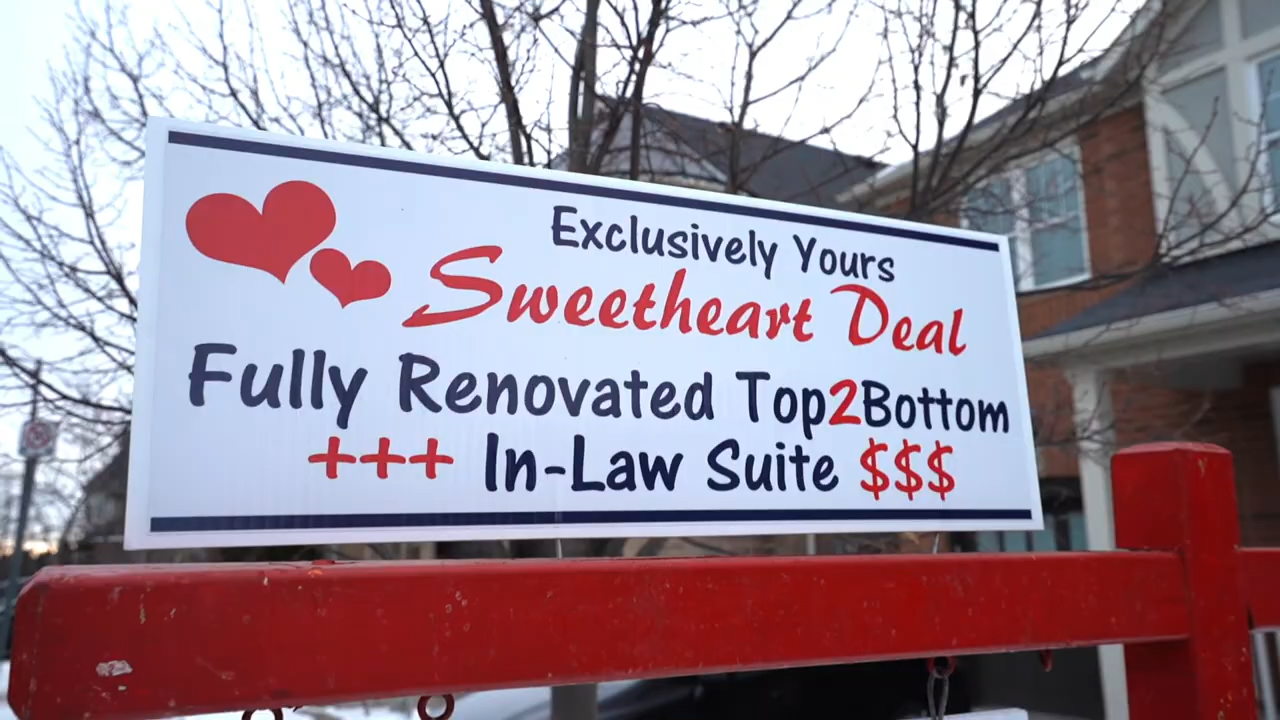 Exclusively Yours
Sweetheart Deal
Fully Renovated Top2Bottom
+++ In-Law Suite $$$